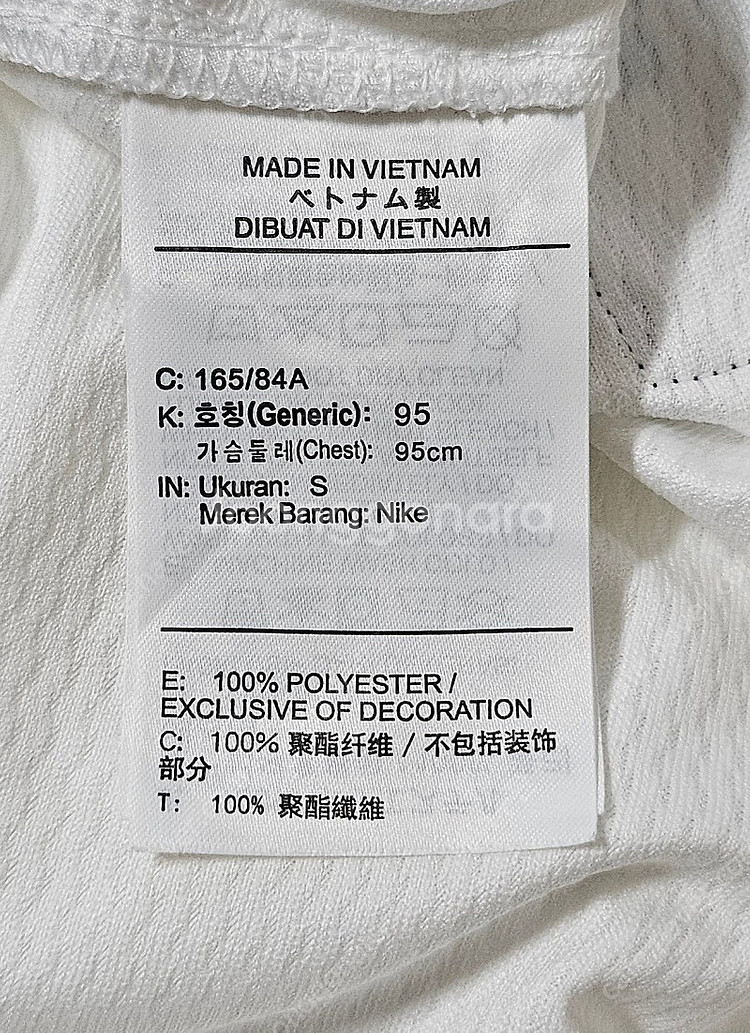 MADE IN VIETNAM
ベトナム製
DIBUAT DI VIETNAM
C: 165/84A
K: 호칭(Generic): 95
가슴둘레(Chest): 95cm
IN: Ukuran: S
Merek Barang: Nike
E: 100% POLYESTER /
EXCLUSIVE OF DECORATION
C: 100% 聚酯纤维 / 不包括装饰
部分
T: 100% 聚酯纖維